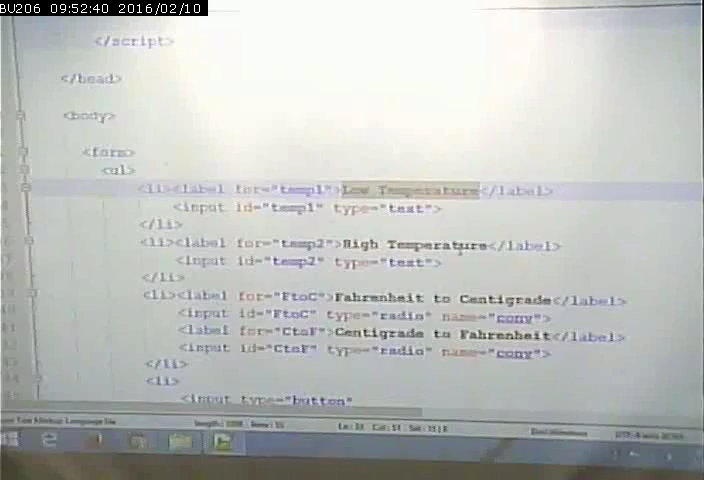 BU206 09:52:40 2016/02/10
</script>
</head>
<body>
<form>
<ul>
<li><label for="temp1">Low Temperature</label>
<input id="temp1" type="text">
</li>
<li><label for="temp2">High Temperature</label>
<input id="temp2" type="text">
</li>
<li><label for="FtoC">Fahrenheit to Centigrade</label>
<input id="FtoC" type="radio" name="conv">
<label for="CtoF">Centigrade to Fahrenheit</label>
<input id="CtoF" type="radio" name="conv">
</li>
<li>
<input type="button"